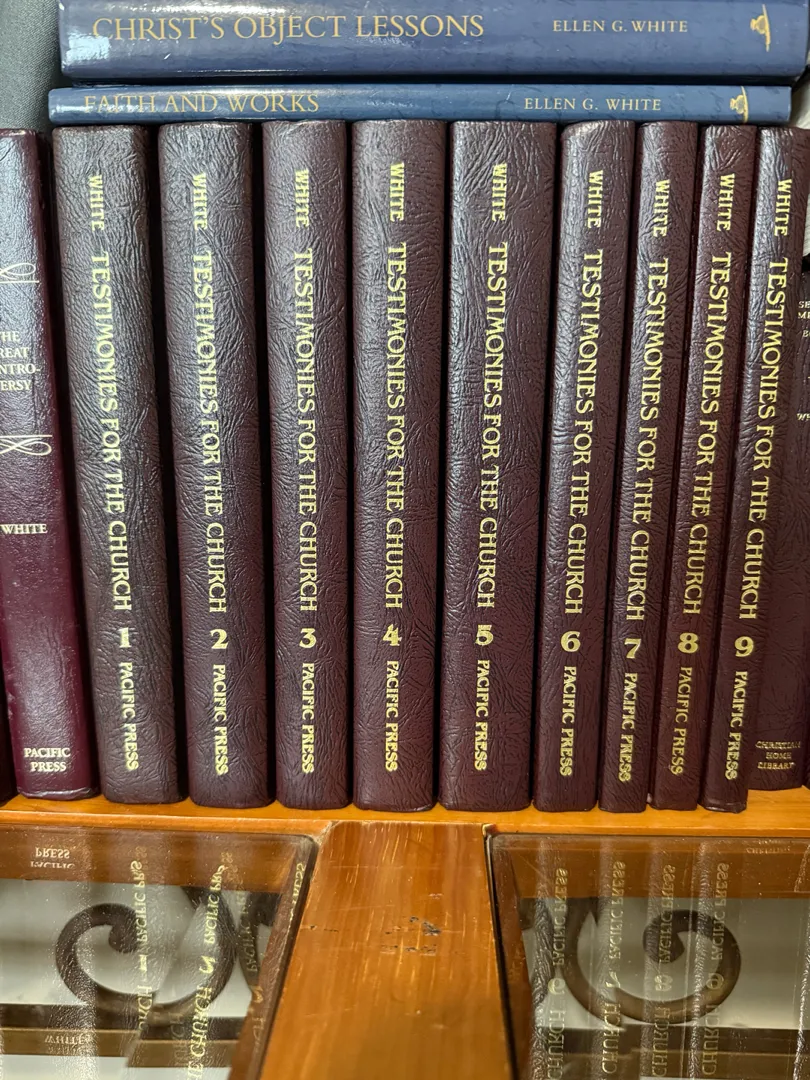 CHRIST'S OBJECT LESSONS ELLEN G. WHITE
FAITH AND WORKS ELLEN G. WHITE
WHITE
PACIFIC
PRESS
WHITE TESTIMONIES FOR THE CHURCH 1 PACIFIC PRESS
WHITE TESTIMONIES FOR THE CHURCH 2 PACIFIC PRESS
WHITE TESTIMONIES FOR THE CHURCH 3 PACIFIC PRESS
WHITE TESTIMONIES FOR THE CHURCH 4 PACIFIC PRESS
WHITE TESTIMONIES FOR THE CHURCH 5 PACIFIC PRESS
WHITE TESTIMONIES FOR THE CHURCH 6 PACIFIC PRESS
WHITE TESTIMONIES FOR THE CHURCH 7 PACIFIC PRESS
WHITE TESTIMONIES FOR THE CHURCH 8 PACIFIC PRESS
WHITE TESTIMONIES FOR THE CHURCH 9 PACIFIC PRESS
CHRISTIAN
HOME
LIBRARY